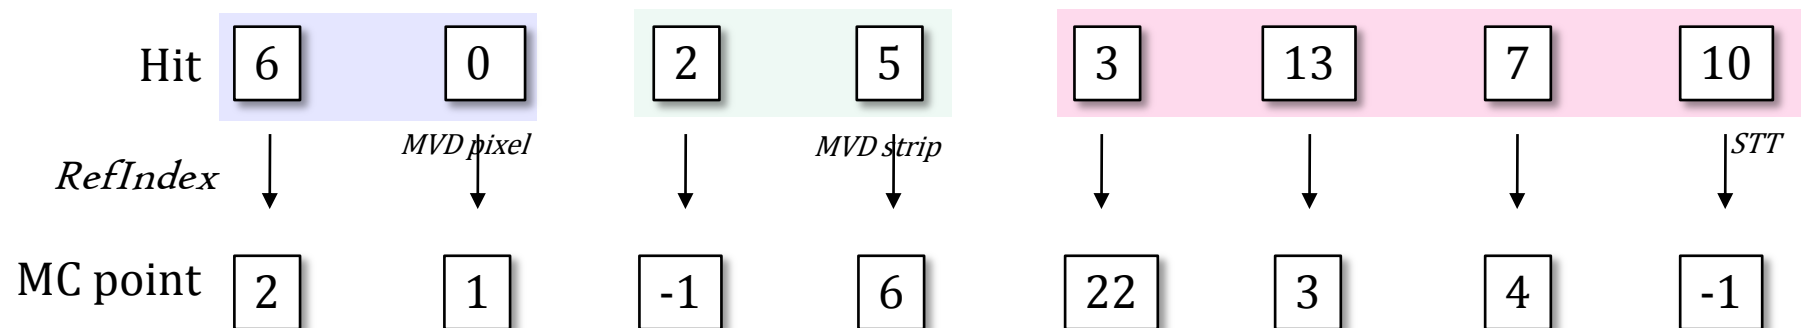 Hit 6 0 2 5 3 13 7 10
MVD pixel MVD strip STT
RefIndex
MC point 2 1 -1 6 22 3 4 -1